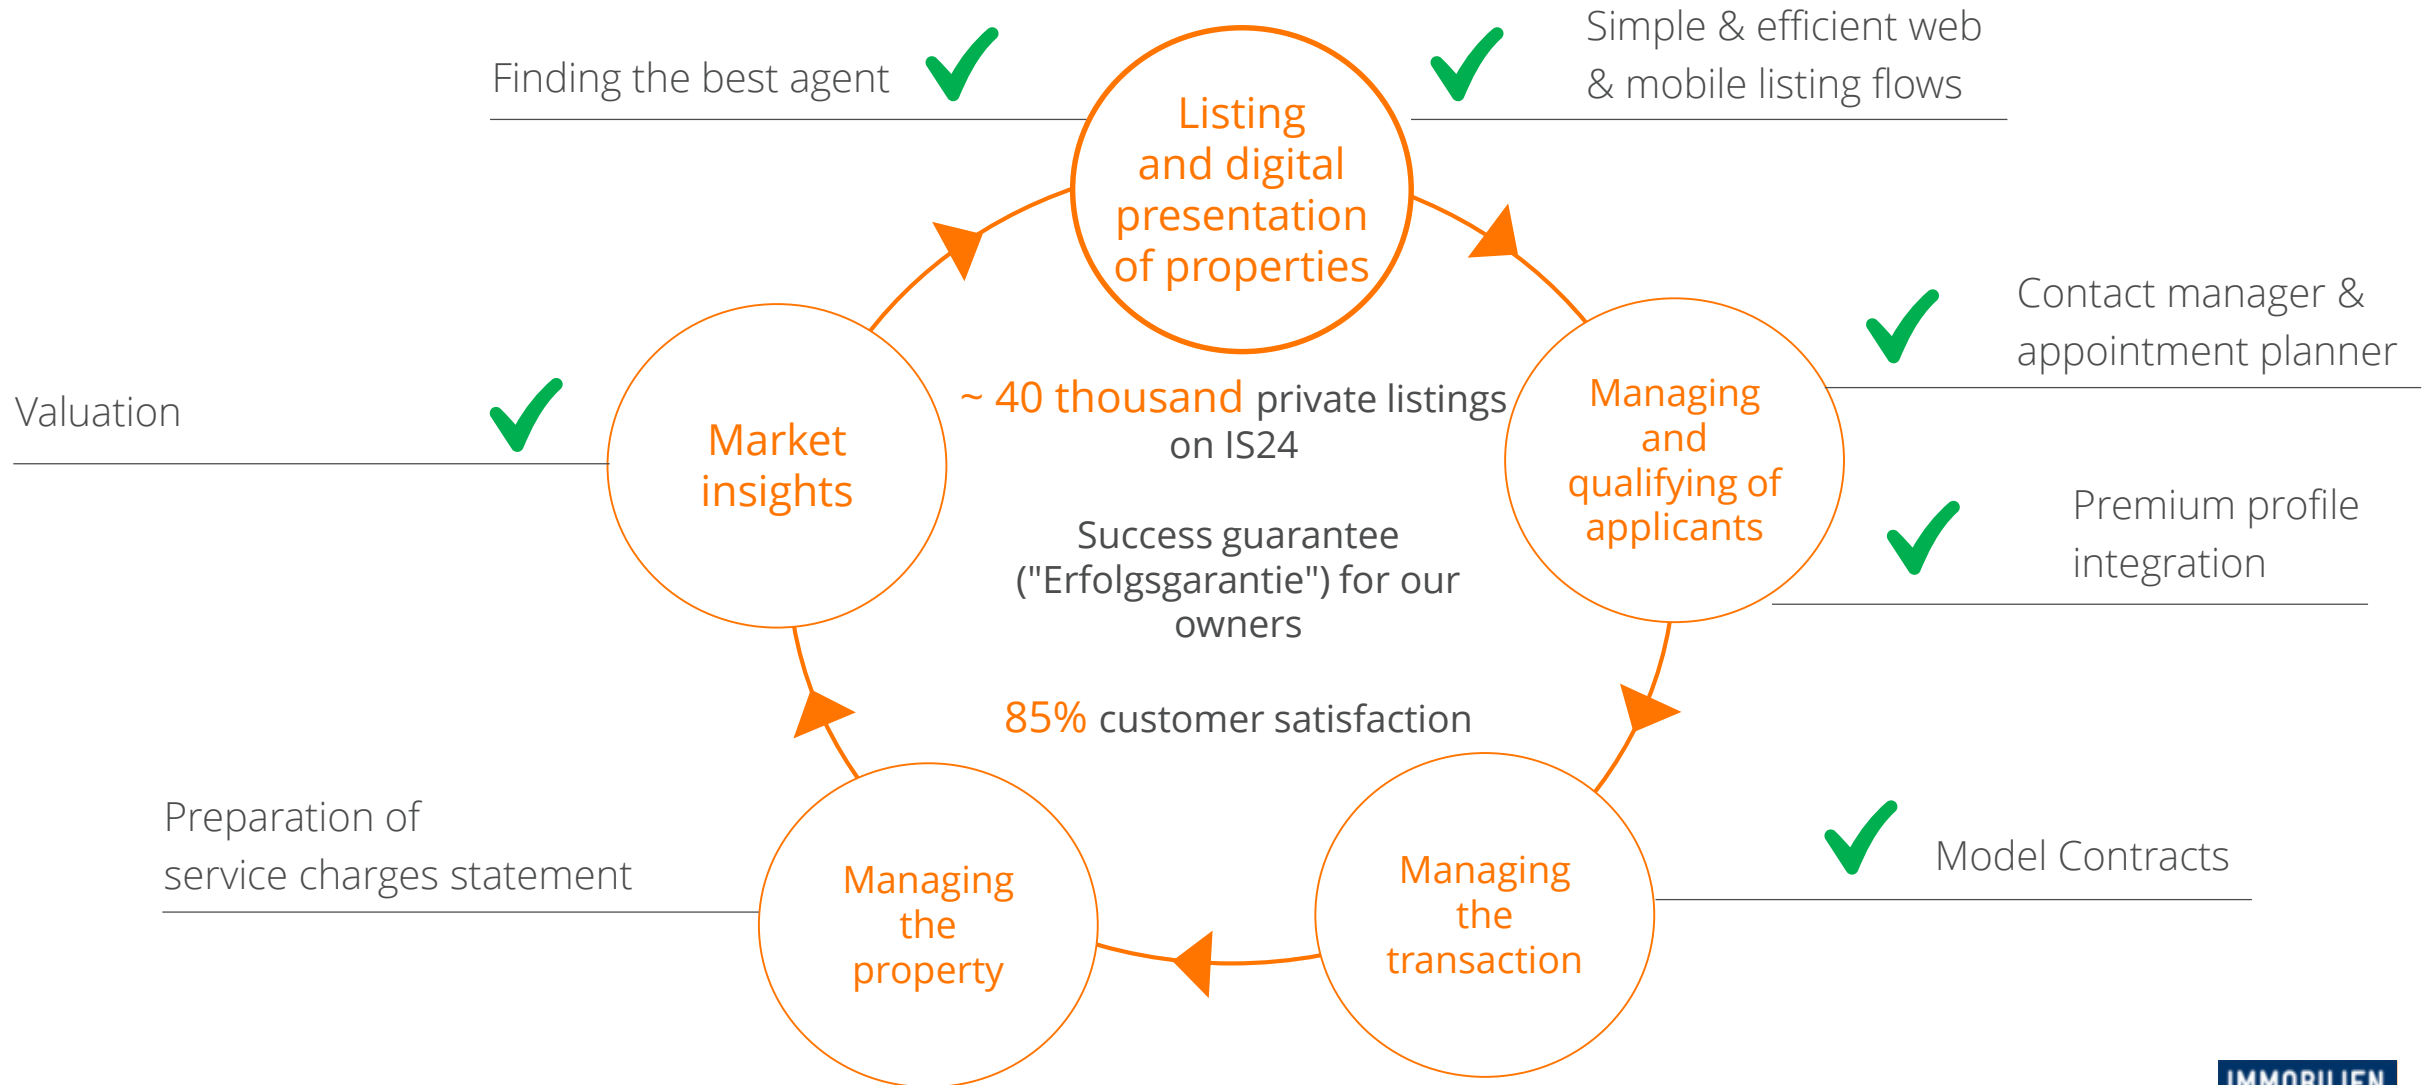 Finding the best agent
Simple & efficient web
& mobile listing flows
Listing
and digital
presentation
of properties
Contact manager &
appointment planner
Valuation
Market
insights
~ 40 thousand private listings
on IS24
Managing
and
qualifying of
applicants
Premium profile
integration
Success guarantee
("Erfolgsgarantie") for our
owners
85% customer satisfaction
Preparation of
service charges statement
Managing
the
property
Managing
the
transaction
Model Contracts
IMMOBILIEN